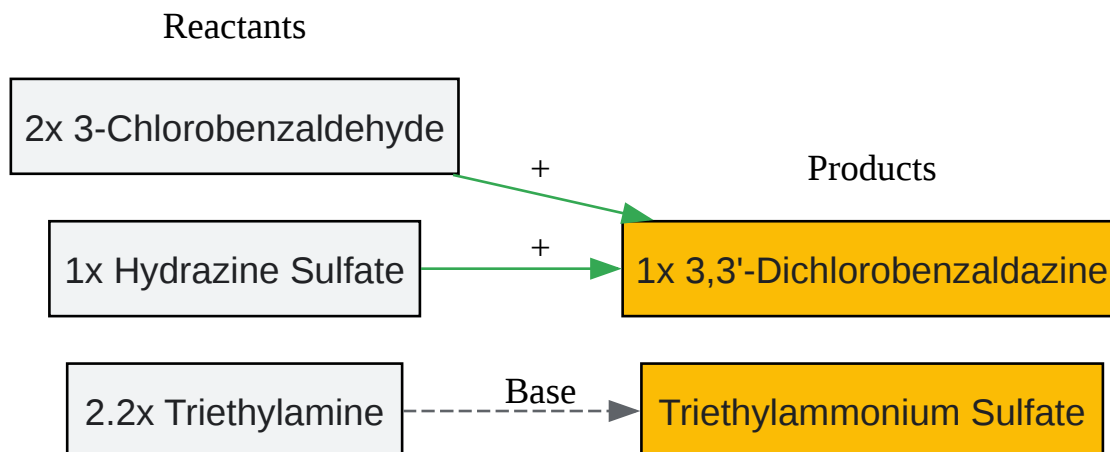 Reactants
2x 3-Chlorobenzaldehyde
+
Products
1x Hydrazine Sulfate
+
1x 3,3'-Dichlorobenzaldazine
2.2x Triethylamine
Base
Triethylammonium Sulfate